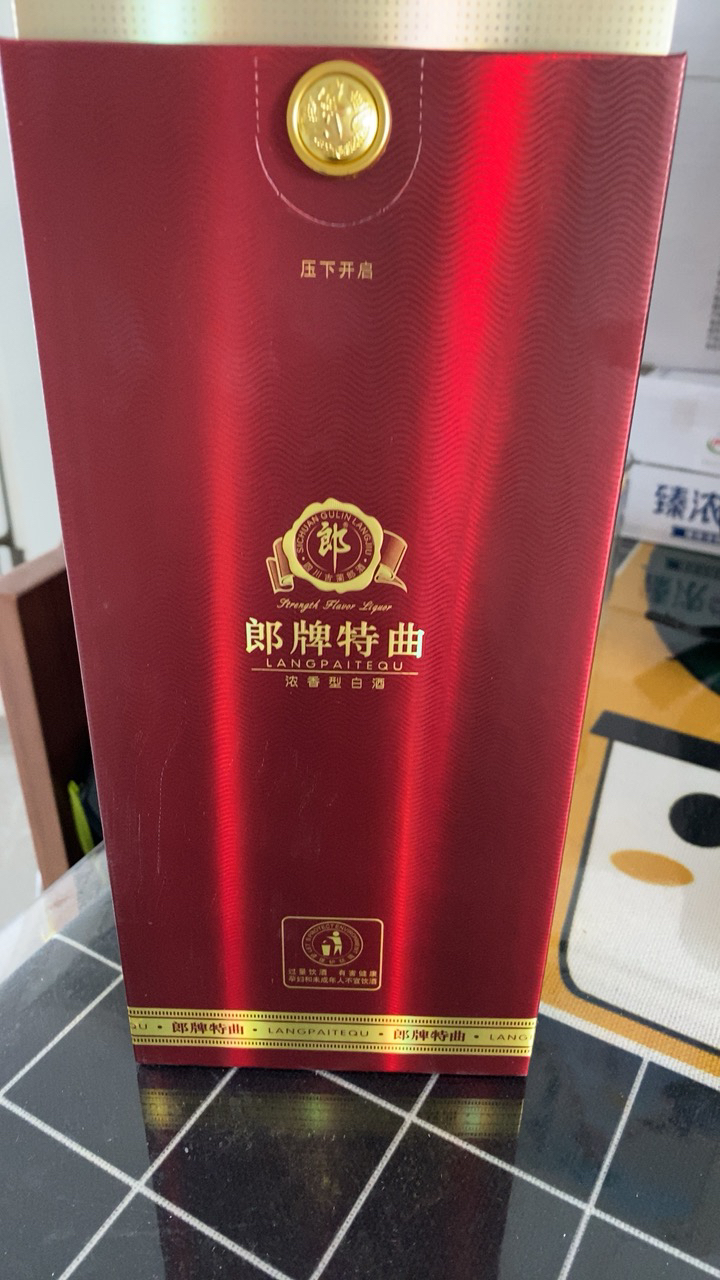 压下开启
SICHUAN GULIN LANGJIU
郎
Strength Flavor Liquor
郎牌特曲
LANGPAITEQU
浓香型白酒
过量饮酒 有害健康
孕妇和未成年人不宜饮酒
QU • 郎牌特曲 • LANGPAITEQU • 郎牌特曲 • LANG
臻浓